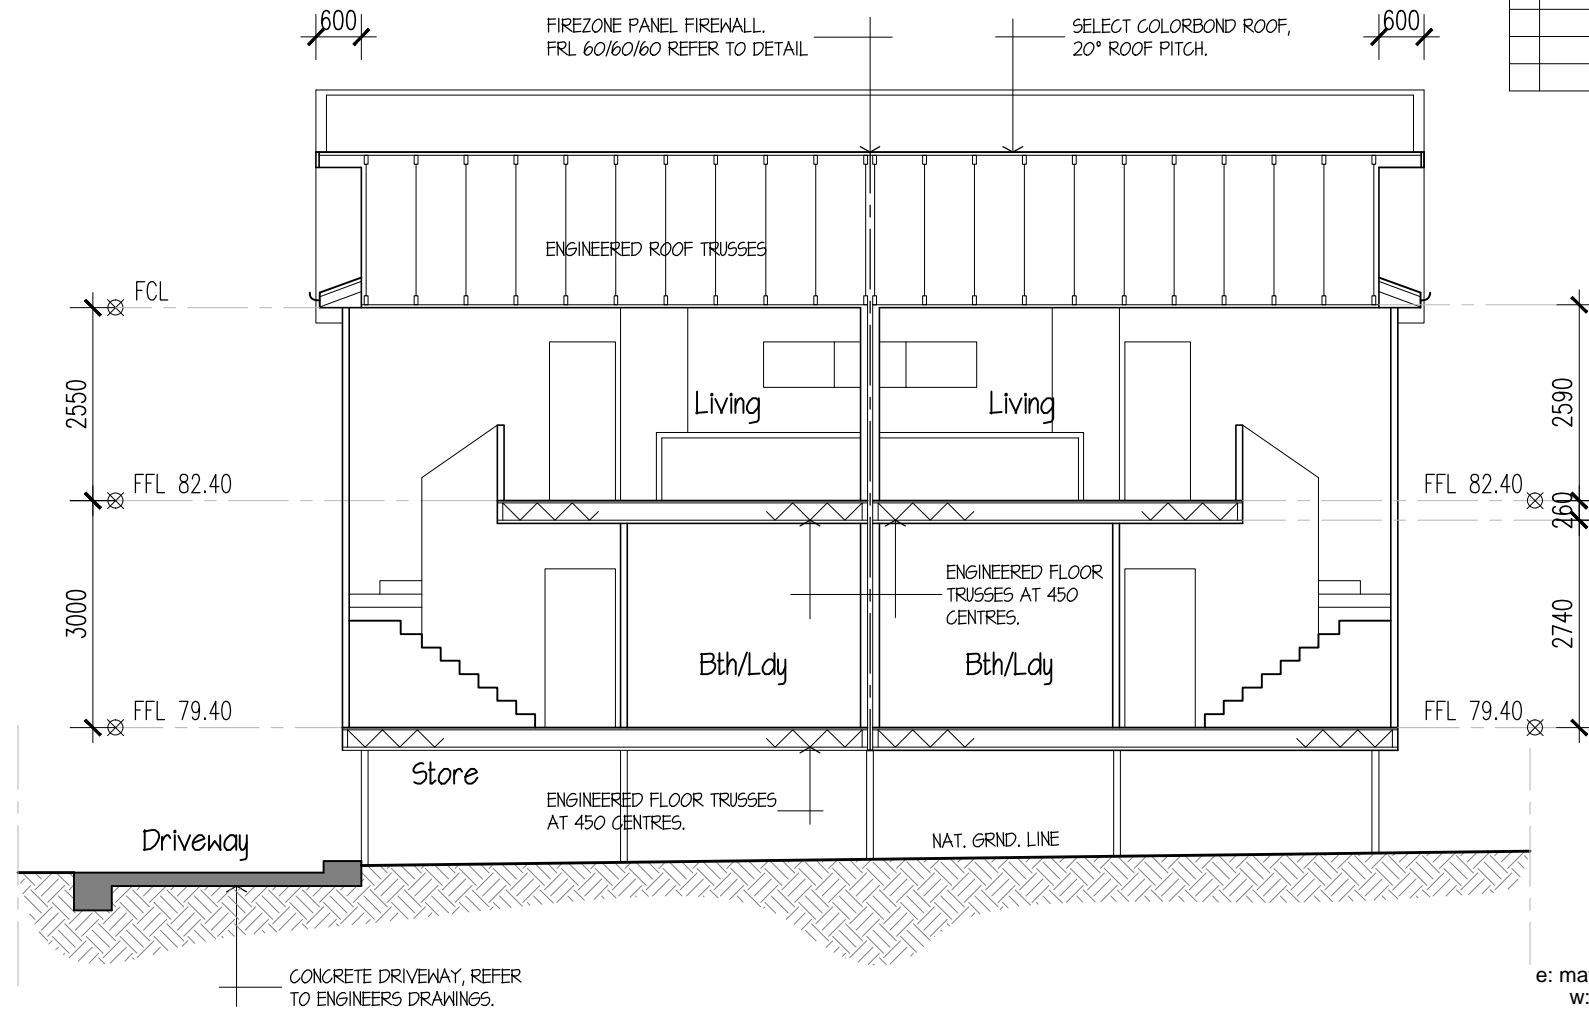 600
FIREZONE PANEL FIREWALL.
FRL 60/60/60 REFER TO DETAIL
SELECT COLORBOND ROOF,
20° ROOF PITCH.
600
ENGINEERED ROOF TRUSSES
FCL
2550
2590
Living
Living
FFL 82.40
FFL 82.40
260
ENGINEERED FLOOR
TRUSSES AT 450
CENTRES.
3000
2740
Bth/Ldy
Bth/Ldy
FFL 79.40
FFL 79.40
Store
ENGINEERED FLOOR TRUSSES
AT 450 CENTRES.
Driveway
NAT. GRND. LINE
CONCRETE DRIVEWAY, REFER
TO ENGINEERS DRAWINGS.
e: ma
w: